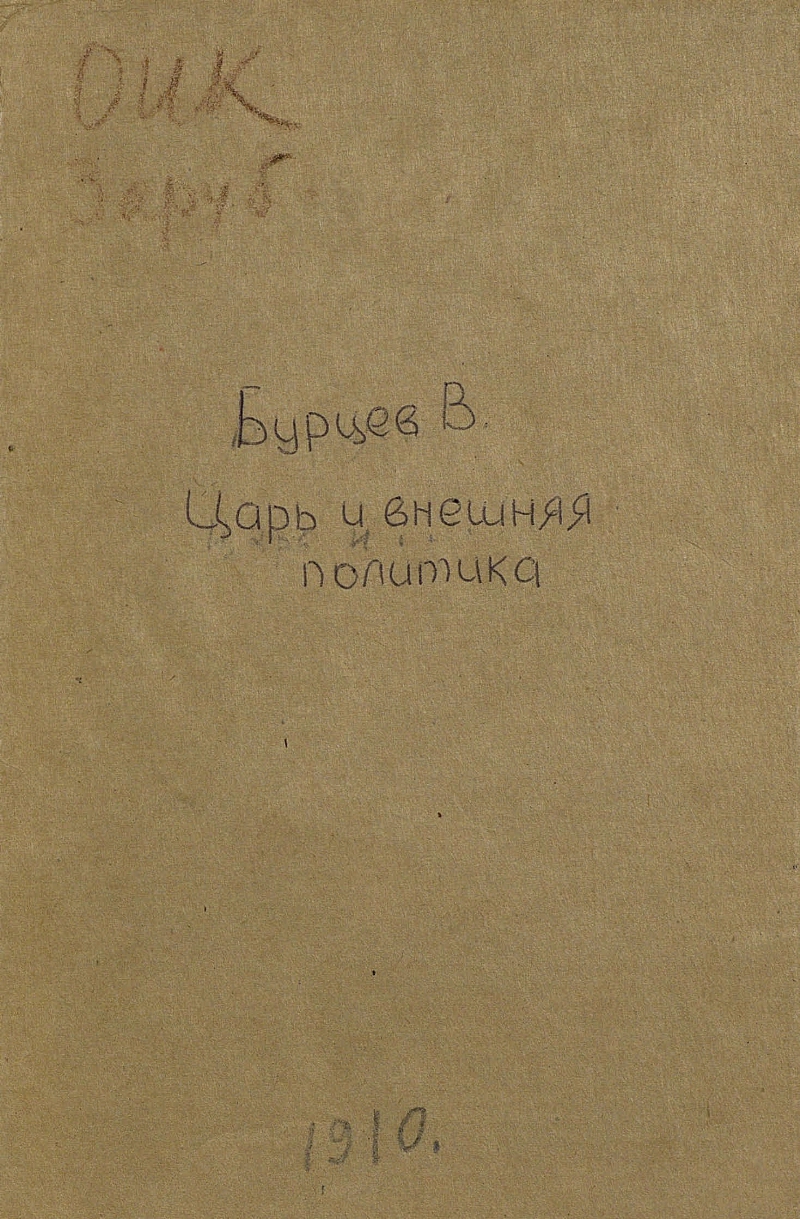 ОИК
Заруб
Бурцев В.
Царь и внешняя
политика
1910.